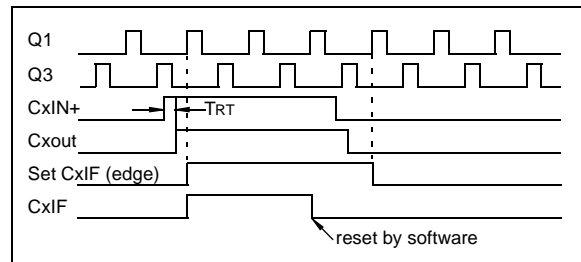 Q1
Q3
CxIN+
TRT
Cxout
Set CxIF (edge)
CxIF
reset by software